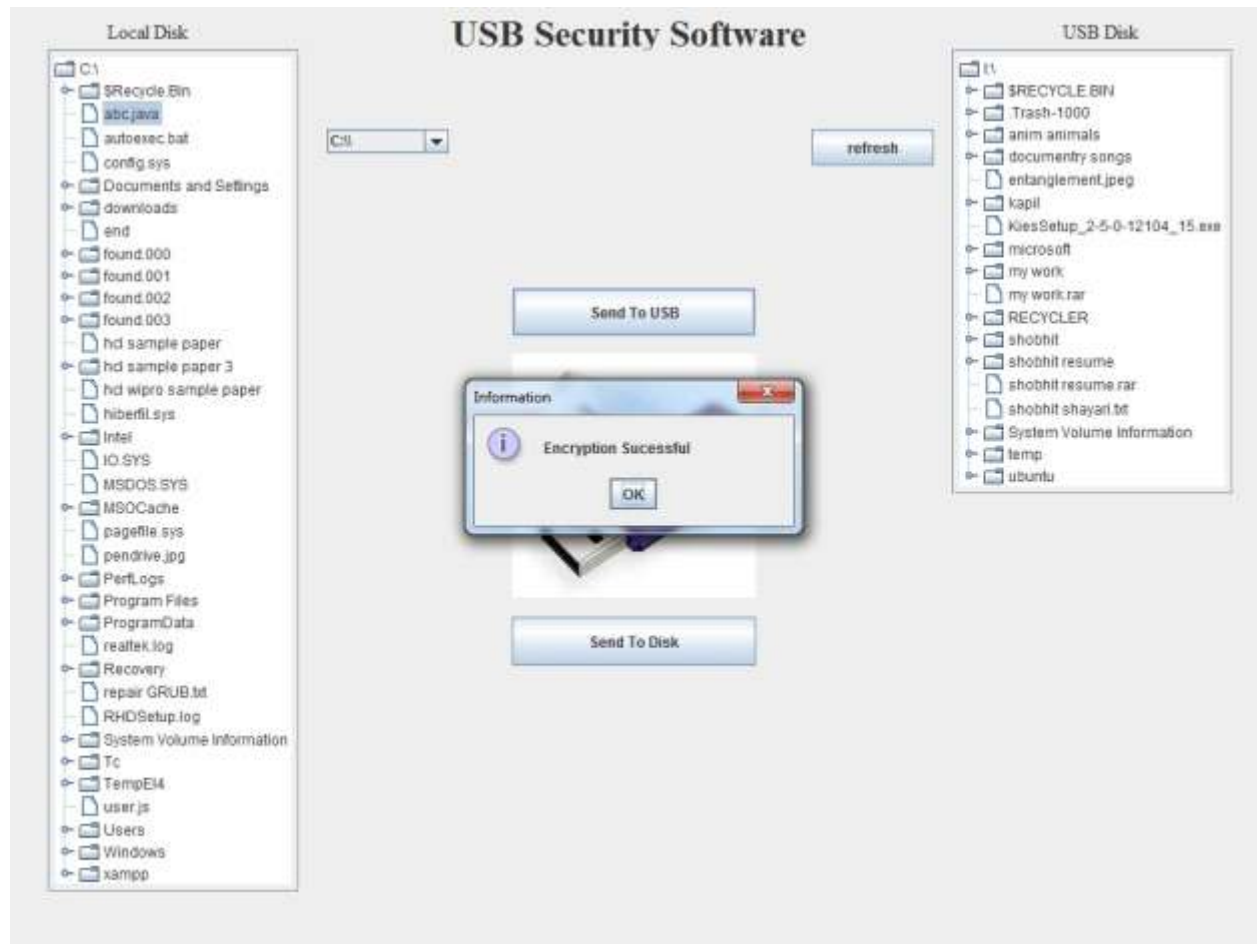 USB Security Software
Local Disk
C:\
$Recycle.Bin
abc.java
autoexec.bat
config.sys
Documents and Settings
downloads
end
found.000
found.001
found.002
found.003
hcl sample paper
hcl sample paper 3
hcl wipro sample paper
hiberfil.sys
Intel
IO.SYS
MSDOS.SYS
MSOCache
pagefile.sys
pendrive.jpg
PerfLogs
Program Files
ProgramData
realtek.log
Recovery
repair GRUB.txt
RHDSetup.log
System Volume Information
Tc
TempEI4
user.js
Users
Windows
xampp
C:\\
refresh
Send To USB
Information
Encryption Sucessful
OK
Send To Disk
USB Disk
I:\
$RECYCLE.BIN
.Trash-1000
anim animals
documentry songs
entanglement.jpeg
kapil
KiesSetup_2-5-0-12104_15.exe
microsoft
my work
my work.rar
RECYCLER
shobhit
shobhit resume
shobhit resume.rar
shobhit shayari.txt
System Volume Information
temp
ubuntu